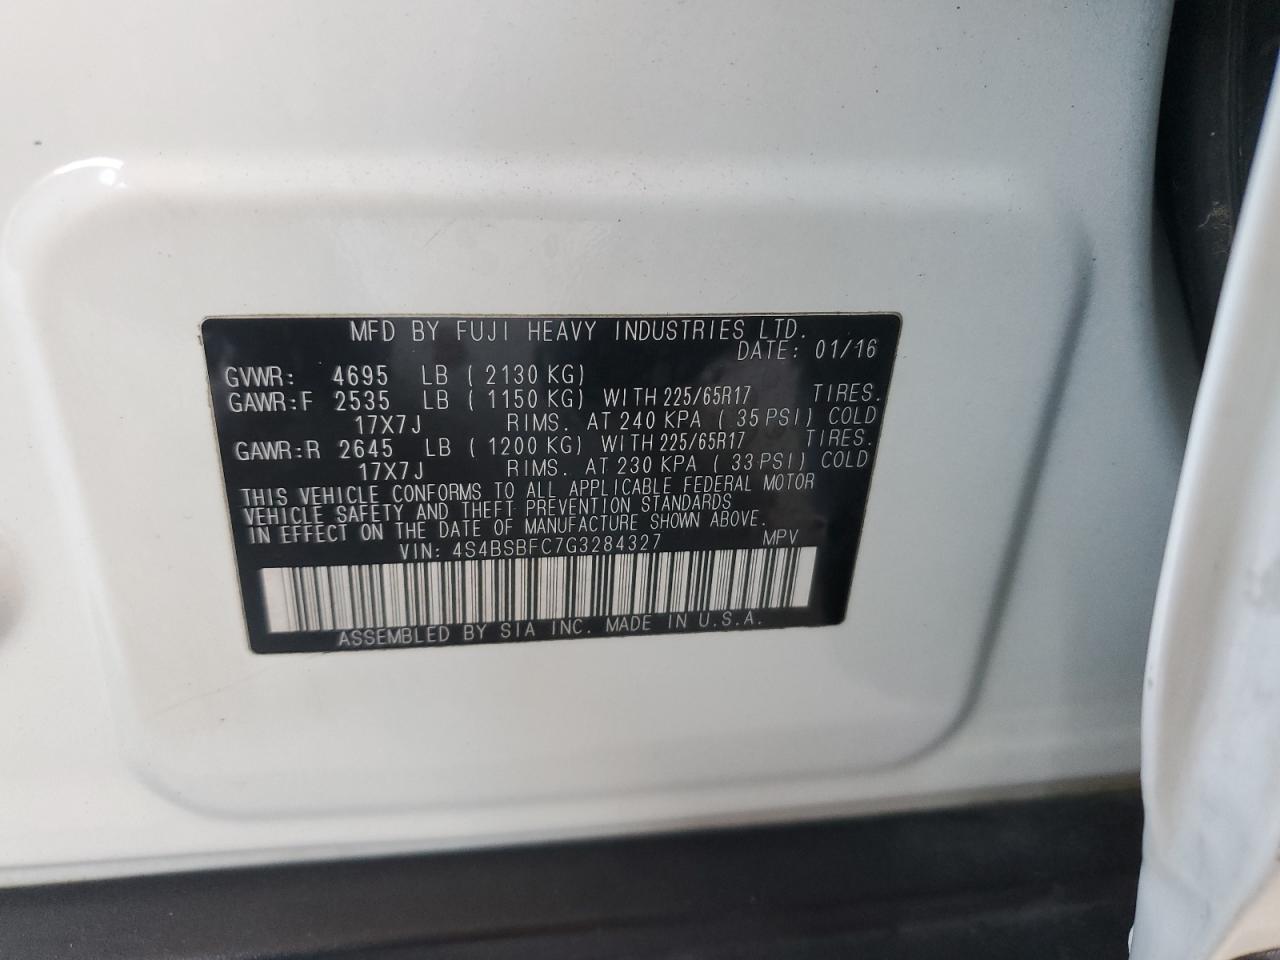 MFD BY FUJI HEAVY INDUSTRIES LTD.
DATE: 01/16
GVWR: 4695 LB ( 2130 KG)
GAWR:F 2535 LB ( 1150 KG) WITH 225/65R17 TIRES.
17X7J RIMS. AT 240 KPA ( 35 PSI) COLD
GAWR:R 2645 LB ( 1200 KG) WITH 225/65R17 TIRES.
17X7J RIMS. AT 230 KPA ( 33 PSI) COLD
THIS VEHICLE CONFORMS TO ALL APPLICABLE FEDERAL MOTOR
VEHICLE SAFETY AND THEFT PREVENTION STANDARDS
IN EFFECT ON THE DATE OF MANUFACTURE SHOWN ABOVE.
VIN: 4S4BSBFC7G3284327 MPV
ASSEMBLED BY SIA INC. MADE IN U.S.A.